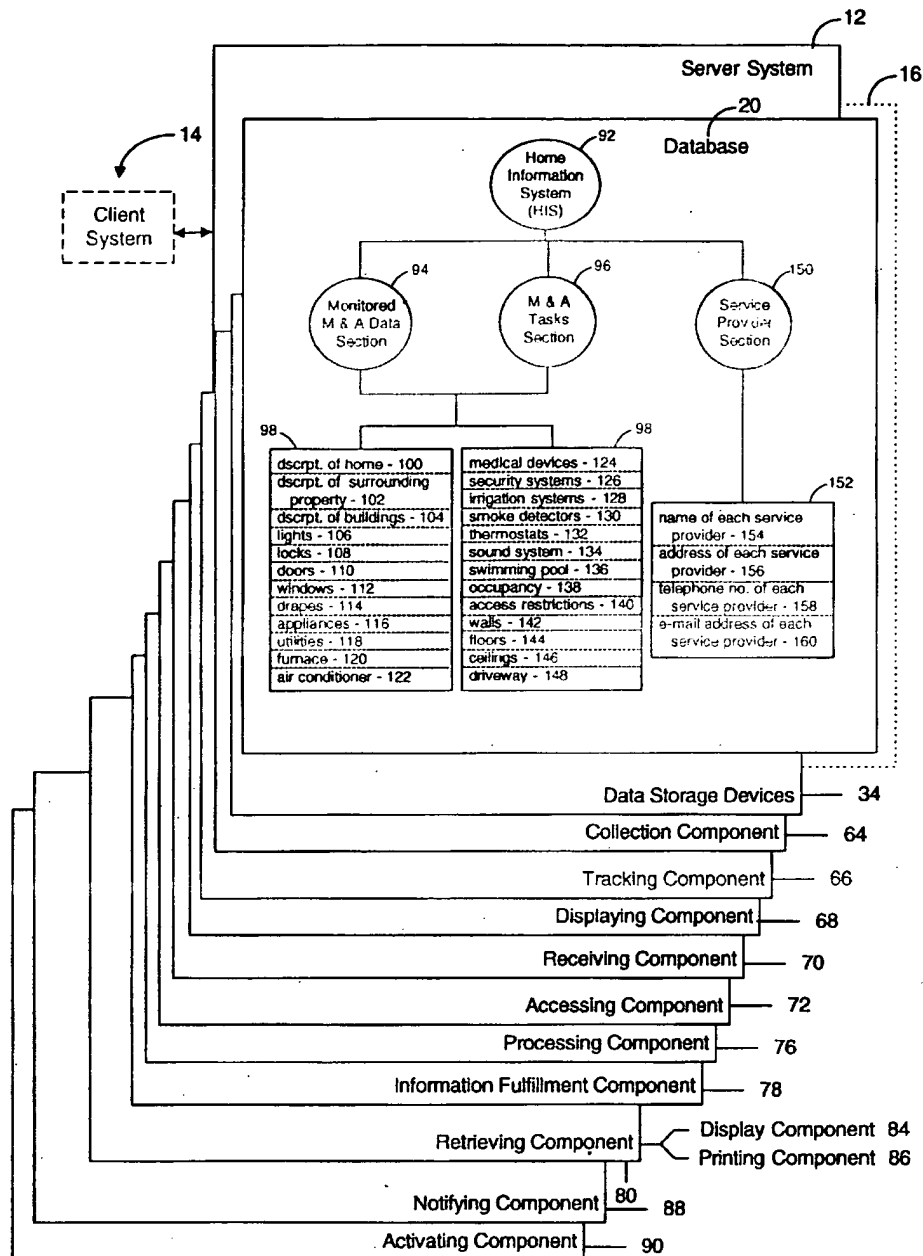 12
Server System
16
20
Database
14
Client
System
92
Home
Information
System
(HIS)
94
Monitored
M & A Data
Section
96
M & A
Tasks
Section
150
Service
Provider
Section
98
dscrpt. of home - 100
dscrpt. of surrounding
property - 102
dscrpt. of buildings - 104
lights - 106
locks - 108
doors - 110
windows - 112
drapes - 114
appliances - 116
utilities - 118
furnace - 120
air conditioner - 122
98
medical devices - 124
security systems - 126
irrigation systems - 128
smoke detectors - 130
thermostats - 132
sound system - 134
swimming pool - 136
occupancy - 138
access restrictions - 140
walls - 142
floors - 144
ceilings - 146
driveway - 148
152
name of each service
provider - 154
address of each service
provider - 156
telephone no. of each
service provider - 158
e-mail address of each
service provider - 160
Data Storage Devices 34
Collection Component 64
Tracking Component 66
Displaying Component 68
Receiving Component 70
Accessing Component 72
Processing Component 76
Information Fulfillment Component 78
Retrieving Component
Display Component 84
Printing Component 86
80
Notifying Component 88
Activating Component 90